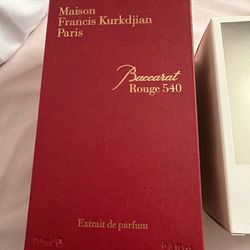 Maison
Francis Kurkdjian
Paris
Baccarat
Rouge 540
Extrait de parfum